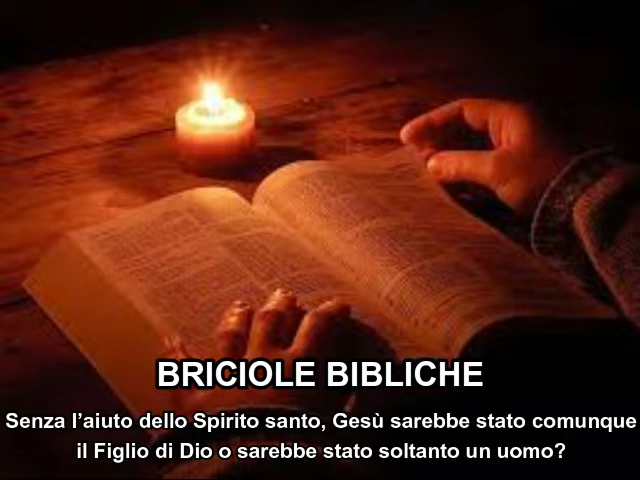 BRICIOLE BIBLICHE
Senza l’aiuto dello Spirito santo, Gesù sarebbe stato comunque
il Figlio di Dio o sarebbe stato soltanto un uomo?